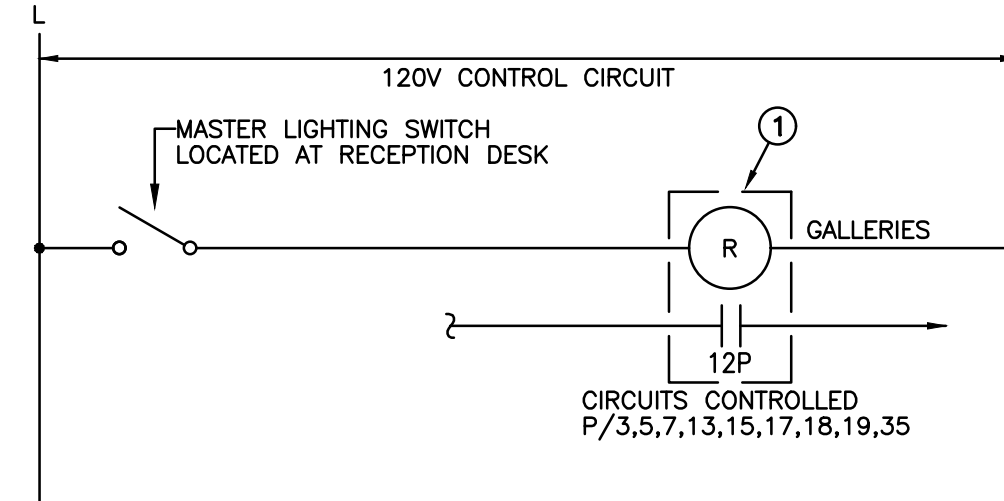 L
120V CONTROL CIRCUIT
MASTER LIGHTING SWITCH
LOCATED AT RECEPTION DESK
1
GALLERIES
R
12P
CIRCUITS CONTROLLED
P/3,5,7,13,15,17,18,19,35